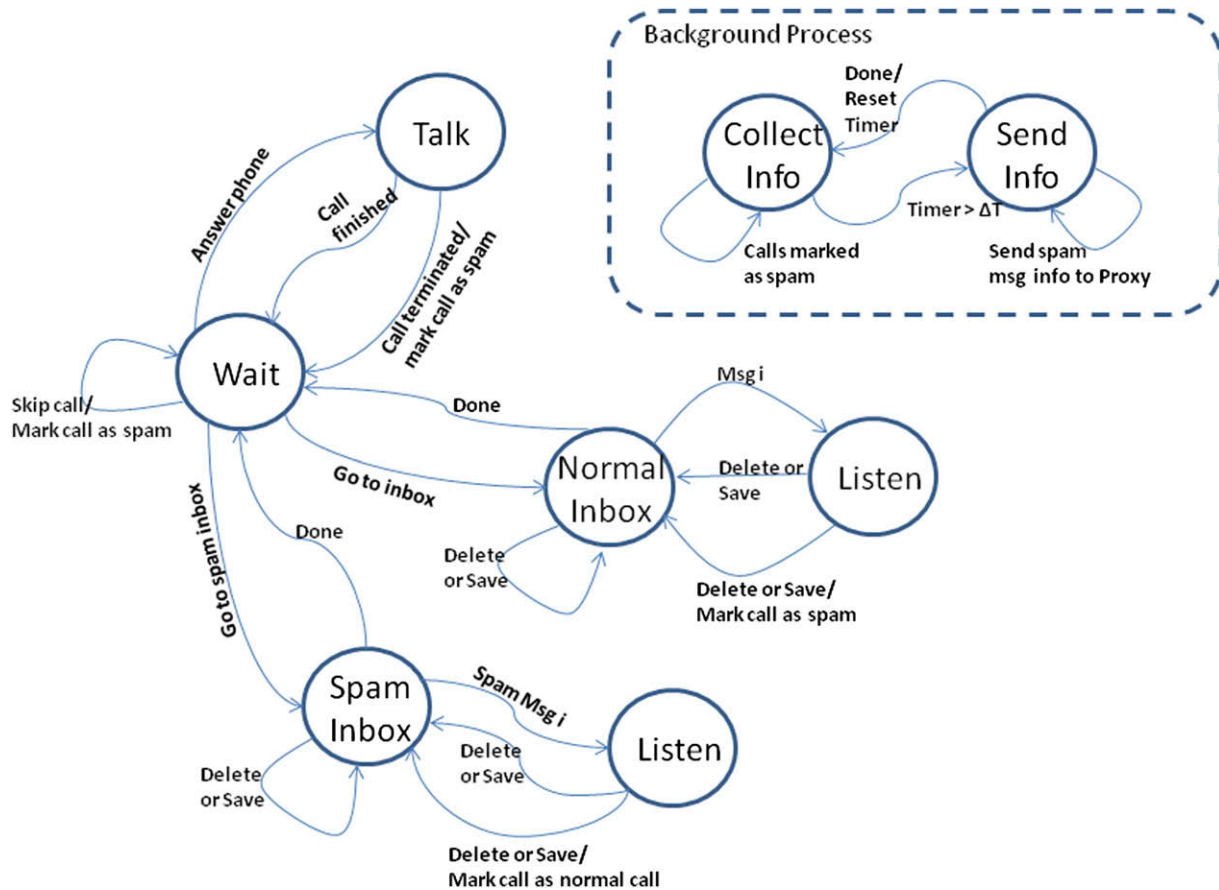 Background Process
Done/
Reset
Timer
Collect
Info
Send
Info
Timer > ΔT
Calls marked
as spam
Send spam
msg info to Proxy
Talk
Answer phone
Call
finished
Call terminated/
mark call as spam
Wait
Skip call/
Mark call as spam
Done
Go to inbox
Msg i
Normal
Inbox
Delete or
Save
Listen
Delete
or Save
Delete or Save/
Mark call as spam
Go to spam inbox
Done
Spam
Inbox
Spam Msg i
Delete
or Save
Listen
Delete
or Save
Delete or Save/
Mark call as normal call